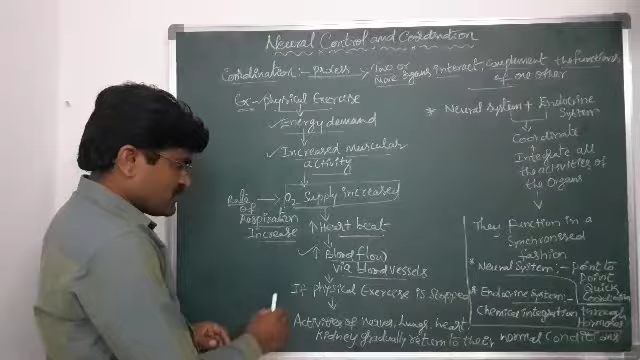 Neural Control and Coordination
Coordination:- process → Two or
more organs interact, complement the functions
of one other
Ex- physical Exercise
✓ Energy demand
✓ Increased muscular
activity
Rate → O2 Supply increased
of
Respiration
Increase
↑ Heart beat
✓ ↑ Blood flow
via blood vessels
If physical Exercise is stopped
Activities of nerves, lungs, heart
kidney gradually return to their normal Conditions
* Neural System + Endocrine
System
Coordinate
+
Integrate all
the activities of
the Organs
They Function in a
Synchronised
fashion
* Neural System:- Point to
Point
Quick
Coordination
* Endocrine System:-
Chemical integration through
Hormones